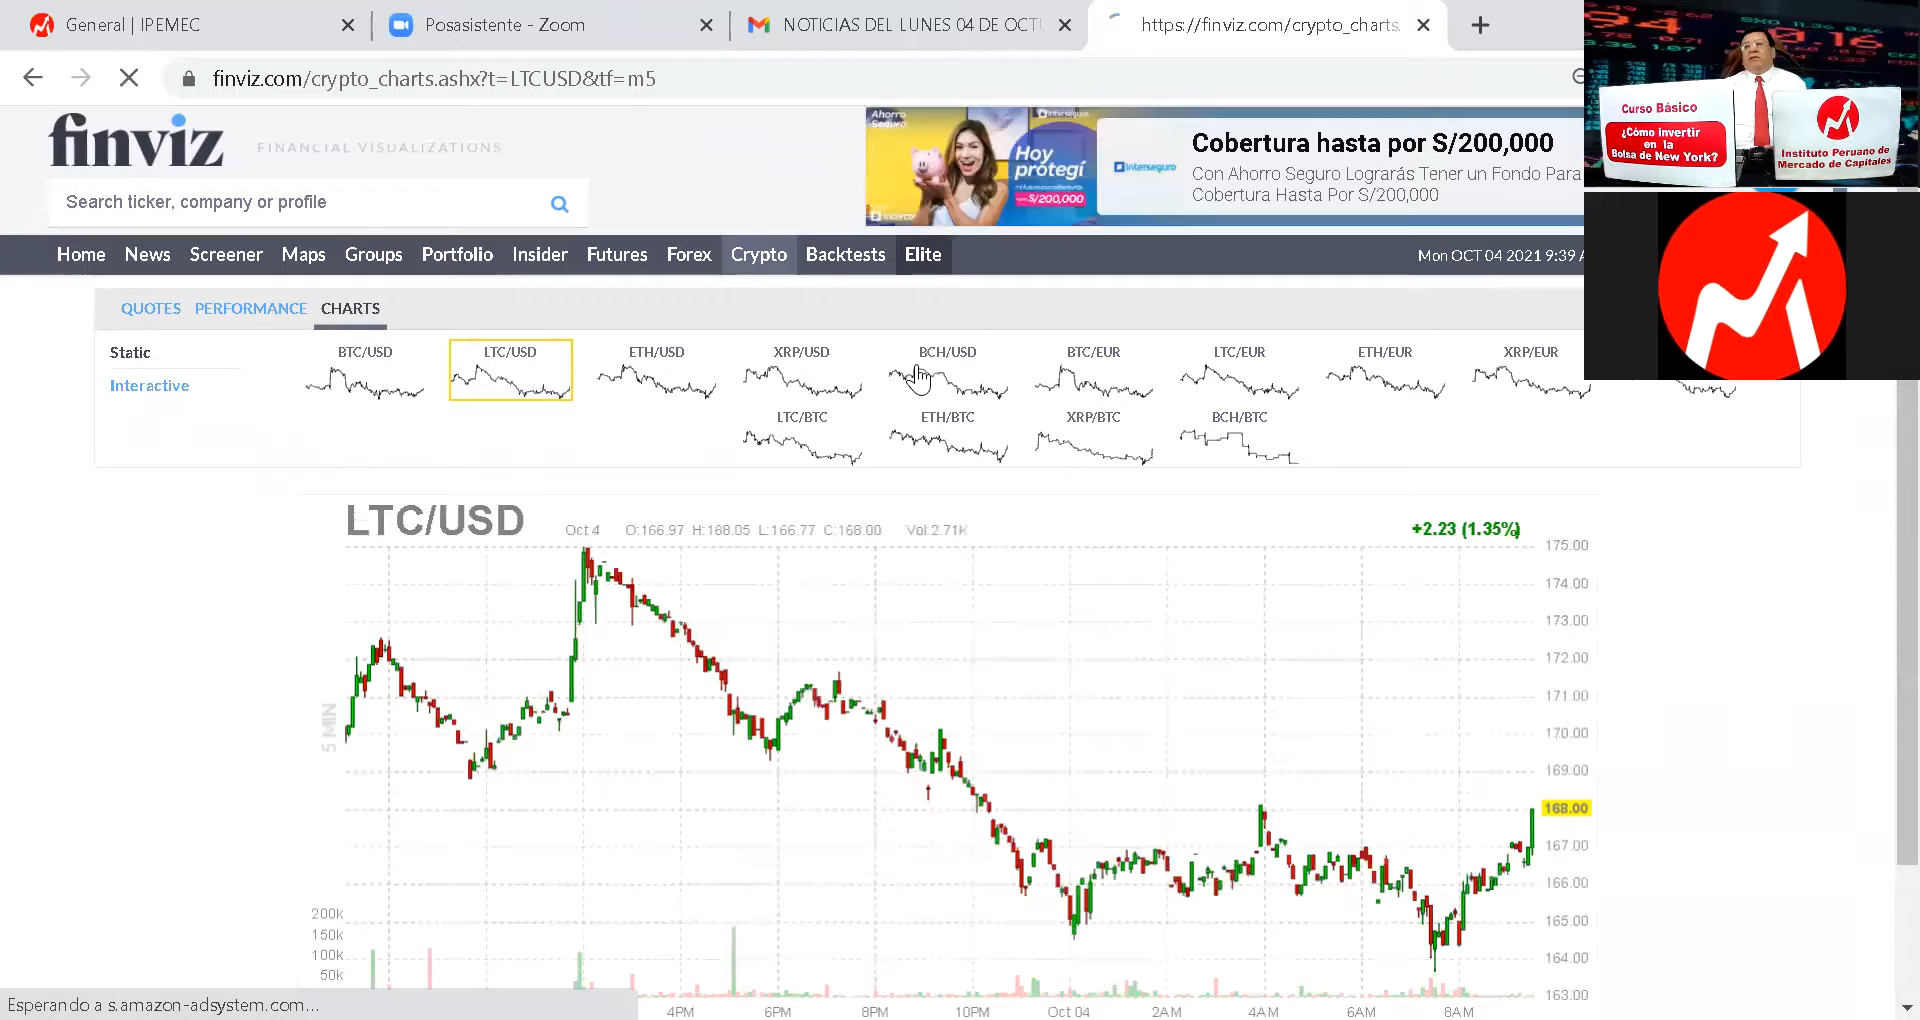 General | IPEMEC
Posasistente - Zoom
NOTICIAS DEL LUNES 04 DE OCTU
https://finviz.com/crypto_charts.
finviz.com/crypto_charts.ashx?t=LTCUSD&tf=m5
finviz
FINANCIAL VISUALIZATIONS
Search ticker, company or profile
Ahorro
Seguro
interseguro
Hoy
protegí
S/200,000
interseguro
Cobertura hasta por S/200,000
Con Ahorro Seguro Lograrás Tener un Fondo Para
Cobertura Hasta Por S/200,000
Curso Básico
¿Cómo invertir
en la
Bolsa de New York?
Instituto Peruano de
Mercado de Capitales
Home News Screener Maps Groups Portfolio Insider Futures Forex Crypto Backtests Elite
Mon OCT 04 2021 9:39 A
QUOTES PERFORMANCE CHARTS
Static
Interactive
BTC/USD LTC/USD ETH/USD XRP/USD BCH/USD BTC/EUR LTC/EUR ETH/EUR XRP/EUR
LTC/BTC ETH/BTC XRP/BTC BCH/BTC
LTC/USD
Oct 4 O:166.97 H:168.05 L:166.77 C:168.00 Vol:2.71K
+2.23 (1.35%)
175.00
174.00
173.00
172.00
171.00
170.00
169.00
168.00
167.00
166.00
165.00
164.00
163.00
5 MIN
200k
150k
100k
50k
4PM 6PM 8PM 10PM Oct 04 2AM 4AM 6AM 8AM
Esperando a s.amazon-adsystem.com...